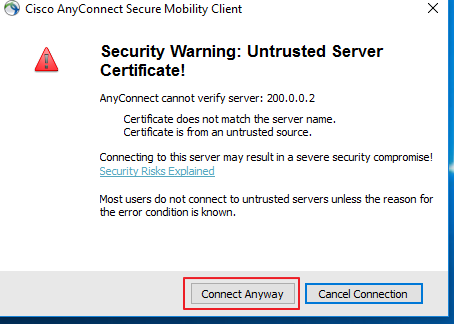 Cisco AnyConnect Secure Mobility Client
Security Warning: Untrusted Server
Certificate!
AnyConnect cannot verify server: 200.0.0.2
Certificate does not match the server name.
Certificate is from an untrusted source.
Connecting to this server may result in a severe security compromise!
Security Risks Explained
Most users do not connect to untrusted servers unless the reason for
the error condition is known.
Connect Anyway
Cancel Connection